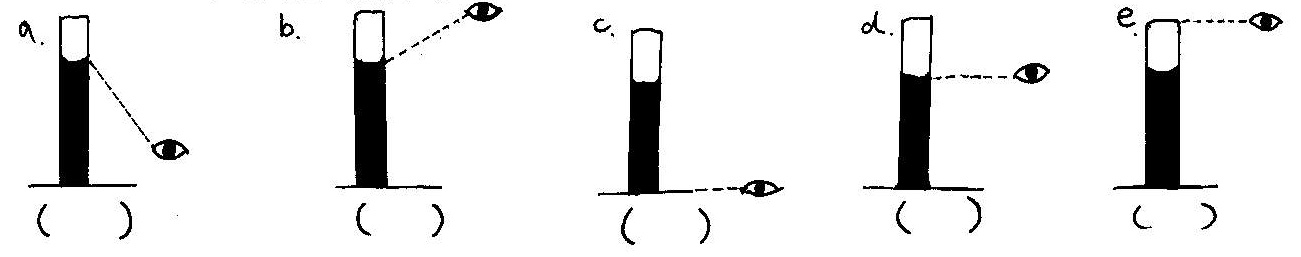 a. b. c. d. e.
( ) ( ) ( ) ( ) ( )